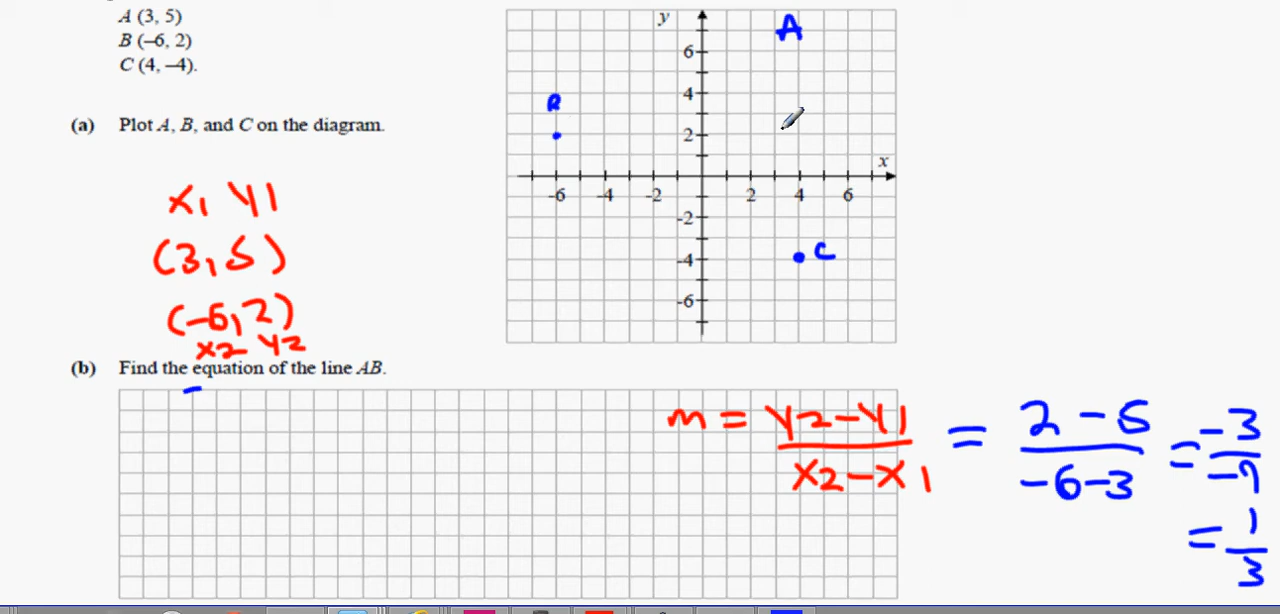 A (3, 5)
B (–6, 2)
C (4, –4).
(a) Plot A, B, and C on the diagram.
y
A
6
4
B
2
x
-6 -4 -2 2 4 6
-2
-4
C
-6
x1 y1
(3, 5)
(-6, 2)
x2 y2
(b) Find the equation of the line AB.
m = y2-y1 / x2-x1 = 2-5 / -6-3 = -3 / -9
= 1/3